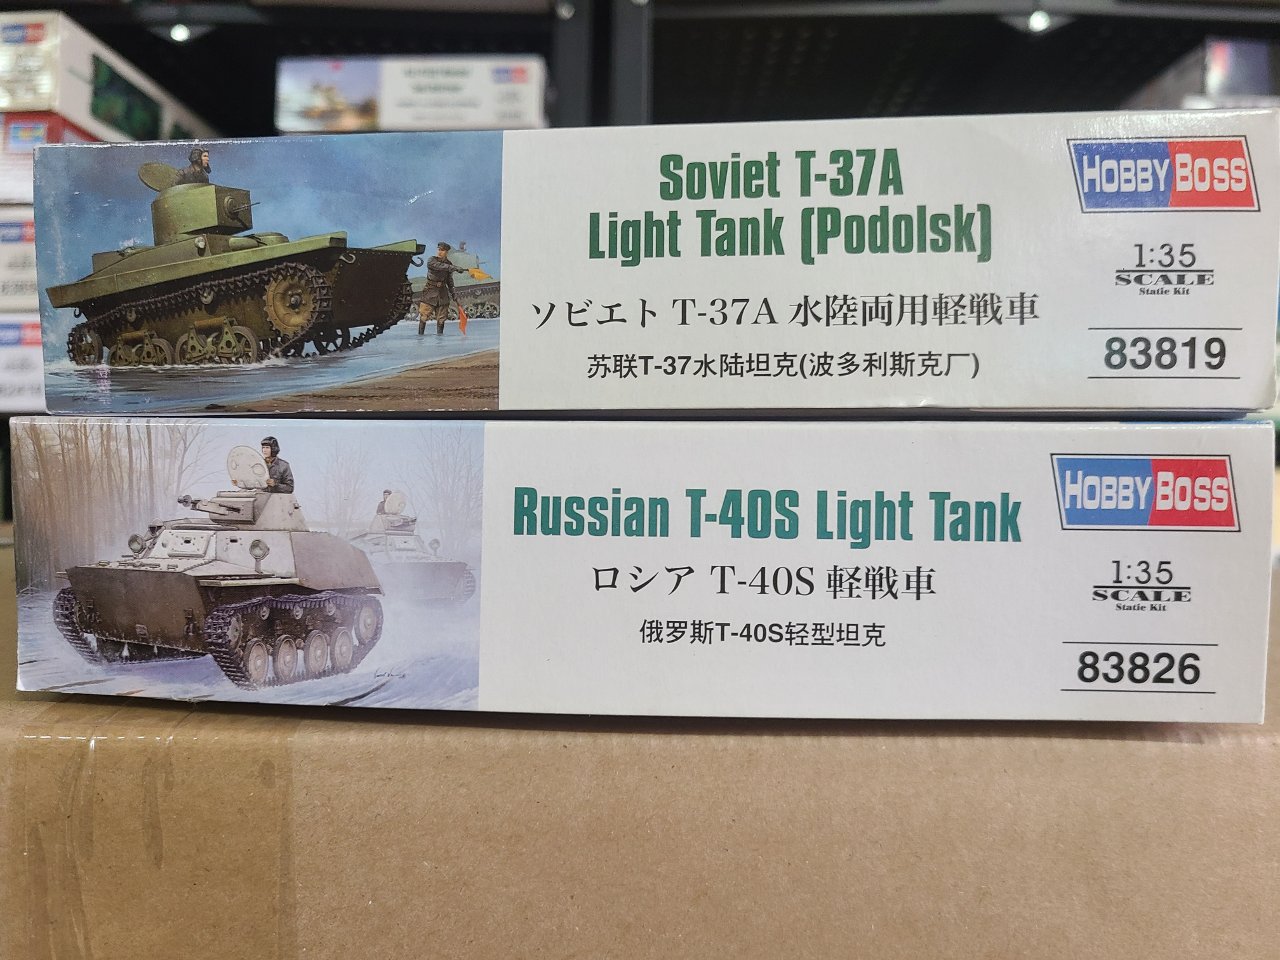 Soviet T-37A
Light Tank (Podolsk)
ソビエト T-37A 水陸両用軽戦車
苏联T-37水陆坦克(波多利斯克厂)
HOBBY BOSS
1:35
SCALE
Static Kit
83819
Russian T-40S Light Tank
ロシア T-40S 軽戦車
俄罗斯T-40S轻型坦克
HOBBY BOSS
1:35
SCALE
Static Kit
83826